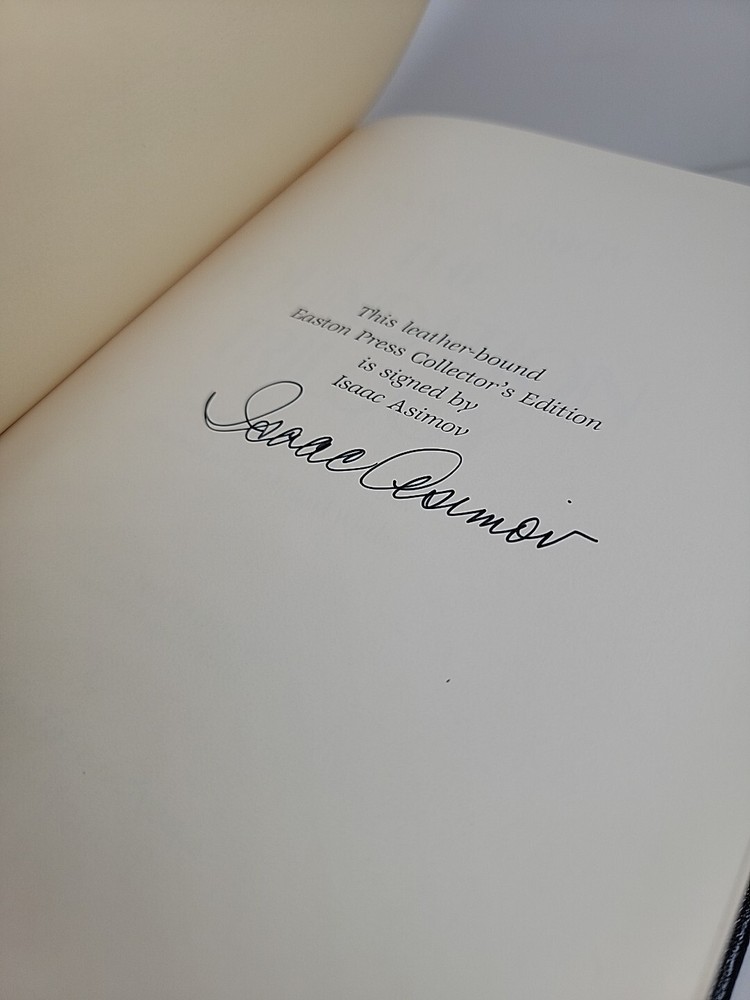 This leather-bound
Easton Press Collector's Edition
is signed by
Isaac Asimov
Isaac Asimov